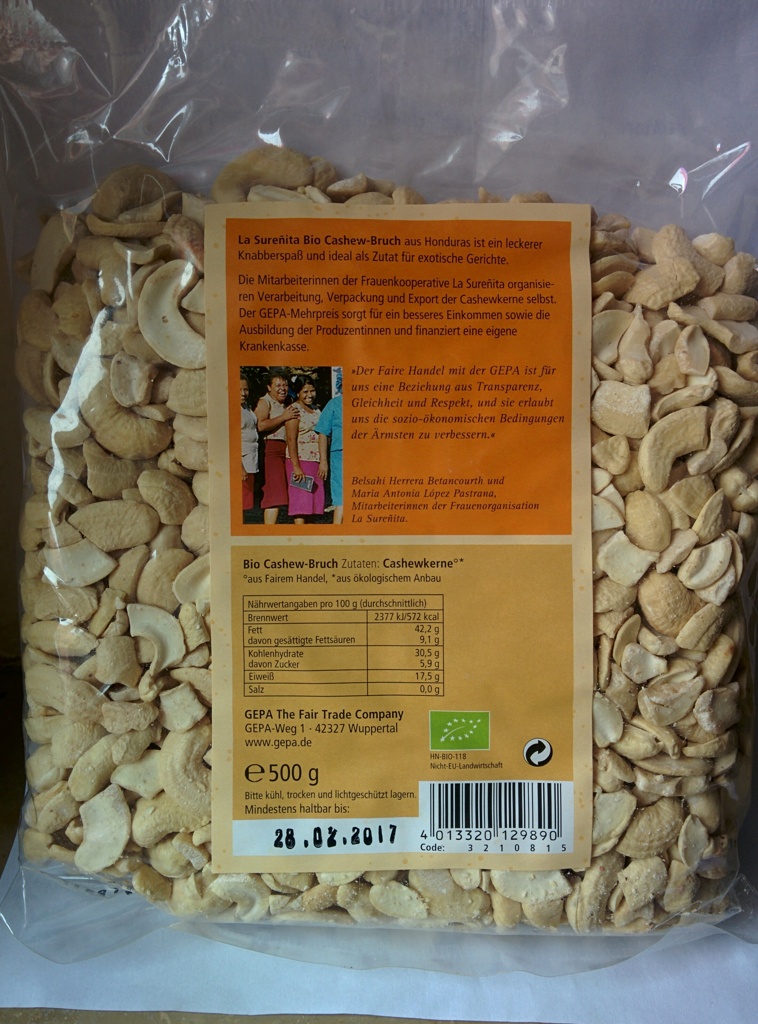 La Sureñita Bio Cashew-Bruch aus Honduras ist ein leckerer
Knabberspaß und ideal als Zutat für exotische Gerichte.
Die Mitarbeiterinnen der Frauenkooperative La Sureñita organisie-
ren Verarbeitung, Verpackung und Export der Cashewkerne selbst.
Der GEPA-Mehrpreis sorgt für ein besseres Einkommen sowie die
Ausbildung der Produzentinnen und finanziert eine eigene
Krankenkasse.
»Der Faire Handel mit der GEPA ist für
uns eine Beziehung aus Transparenz,
Gleichheit und Respekt, und sie erlaubt
uns die sozio-ökonomischen Bedingungen
der Ärmsten zu verbessern.«
Belsahi Herrera Betancourth und
Maria Antonia López Pastrana,
Mitarbeiterinnen der Frauenorganisation
La Sureñita.
Bio Cashew-Bruch Zutaten: Cashewkerne°*
°aus Fairem Handel, *aus ökologischem Anbau
Nährwertangaben pro 100 g (durchschnittlich)
Brennwert 2377 kJ/572 kcal
Fett 42,2 g
davon gesättigte Fettsäuren 9,1 g
Kohlenhydrate 30,5 g
davon Zucker 5,9 g
Eiweiß 17,5 g
Salz 0,0 g
GEPA The Fair Trade Company
GEPA-Weg 1 · 42327 Wuppertal
www.gepa.de
HN-BIO-118
Nicht-EU-Landwirtschaft
℮ 500 g
Bitte kühl, trocken und lichtgeschützt lagern.
Mindestens haltbar bis:
28.02.2017
4 013320 129890
Code: 3 2 1 0 8 1 5